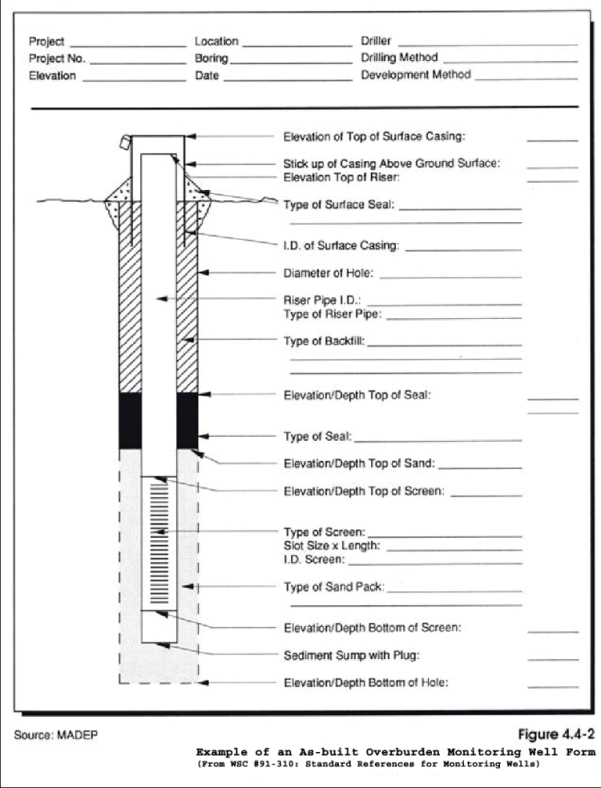 Project Location Driller
Project No. Boring Drilling Method
Elevation Date Development Method
Elevation of Top of Surface Casing:
Stick up of Casing Above Ground Surface:
Elevation Top of Riser:
Type of Surface Seal:
I.D. of Surface Casing:
Diameter of Hole:
Riser Pipe I.D.:
Type of Riser Pipe:
Type of Backfill:
Elevation/Depth Top of Seal:
Type of Seal:
Elevation/Depth Top of Sand:
Elevation/Depth Top of Screen:
Type of Screen:
Slot Size x Length:
I.D. Screen:
Type of Sand Pack:
Elevation/Depth Bottom of Screen:
Sediment Sump with Plug:
Elevation/Depth Bottom of Hole:
Source: MADEP Figure 4.4-2
Example of an As-built Overburden Monitoring Well Form
(From WSC #91-310: Standard References for Monitoring Wells)